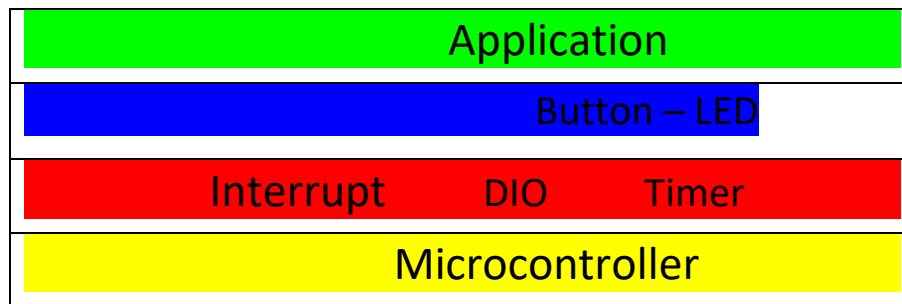 Application
Button – LED
Interrupt DIO Timer
Microcontroller